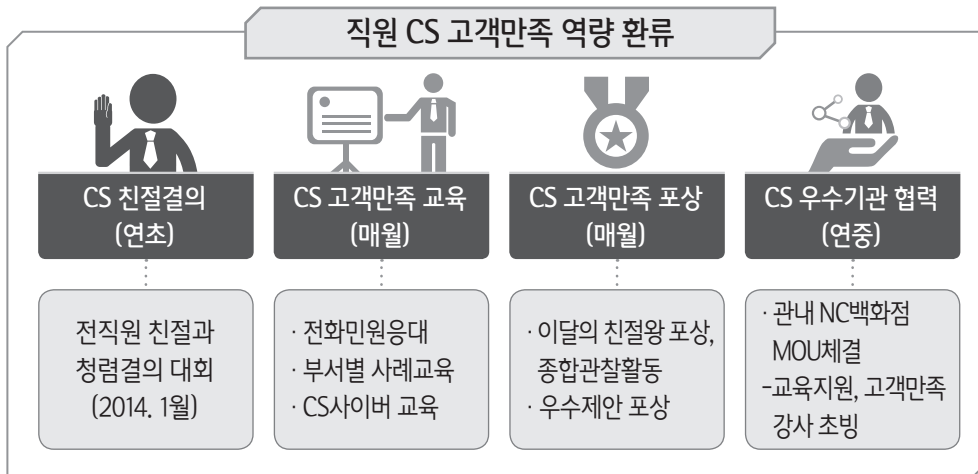 직원 CS 고객만족 역량 환류
CS 친절결의
(연초)
전직원 친절과
청렴결의 대회
(2014. 1월)
CS 고객만족 교육
(매월)
· 전화민원응대
· 부서별 사례교육
· CS사이버 교육
CS 고객만족 포상
(매월)
· 이달의 친절왕 포상,
종합관찰활동
· 우수제안 포상
CS 우수기관 협력
(연중)
· 관내 NC백화점
MOU체결
-교육지원, 고객만족
강사 초빙